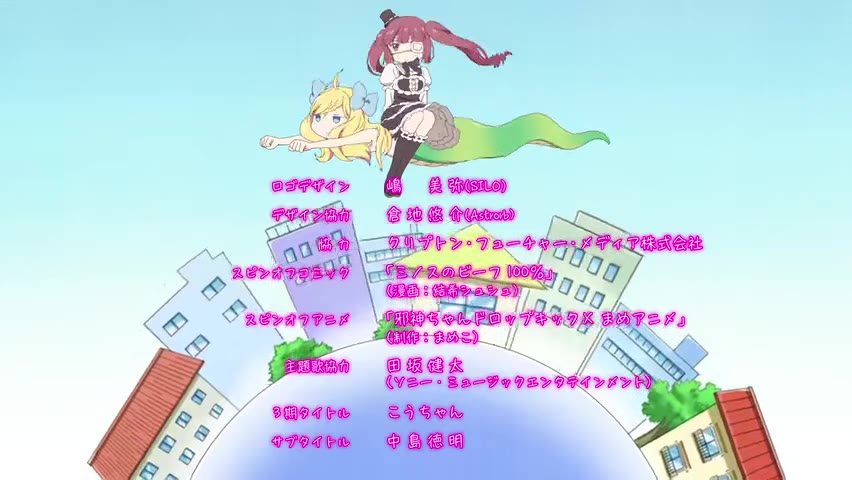 ロゴデザイン 嶋 美弥(SILO)
デザイン協力 倉地悠介(Astrorb)
協力 クリプトン・フューチャー・メディア株式会社
スピンオフコミック 「ミノスのビーフ100%」
(漫画:結希シュシュ)
スピンオフアニメ 「邪神ちゃんドロップキックX まめアニメ」
(制作:まめこ)
主題歌協力 田坂健太
(ソニー・ミュージックエンタテインメント)
3期タイトル こうちゃん
サブタイトル 中島徳明